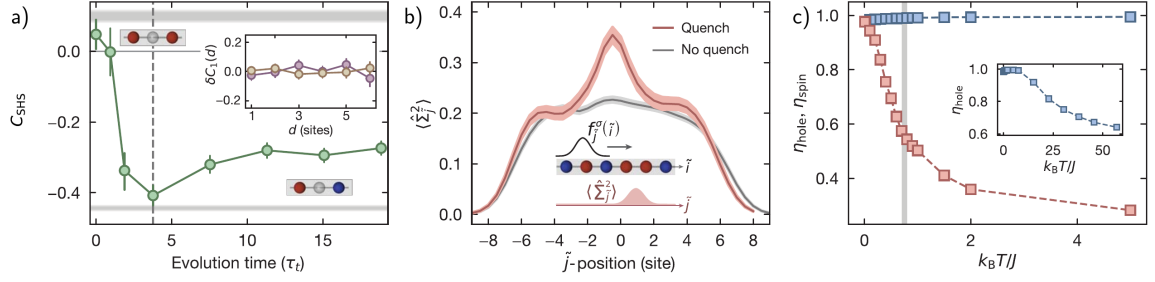 a)
0.0
−0.2
−0.4
C_SHS
0.2
0.0
−0.2
δC₁(d)
1 3 5
d (sites)
0 5 10 15
Evolution time (τ_t)
b)
0.4
0.3
0.2
0.1
0.0
⟨Σ̂²_j̃⟩
Quench
No quench
f^σ_j̃(ĩ)
ĩ
⟨Σ̂²_j̃⟩
j̃
−8 −6 −4 −2 0 2 4 6 8
j̃-position (site)
c)
1.0
0.8
0.6
0.4
η_hole, η_spin
1.0
0.8
0.6
η_hole
0 25 50
k_BT/J
0 2 4
k_BT/J